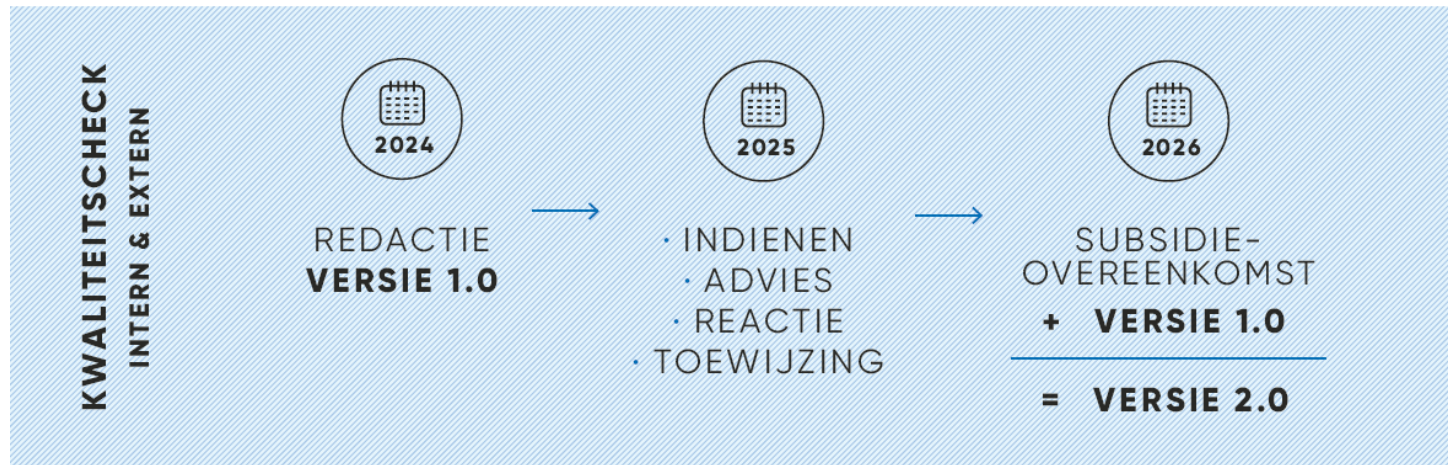 KWALITEITSCHECK
INTERN & EXTERN
2024
REDACTIE
VERSIE 1.0
2025
· INDIENEN
· ADVIES
· REACTIE
· TOEWIJZING
2026
SUBSIDIE-
OVEREENKOMST
+ VERSIE 1.0
= VERSIE 2.0